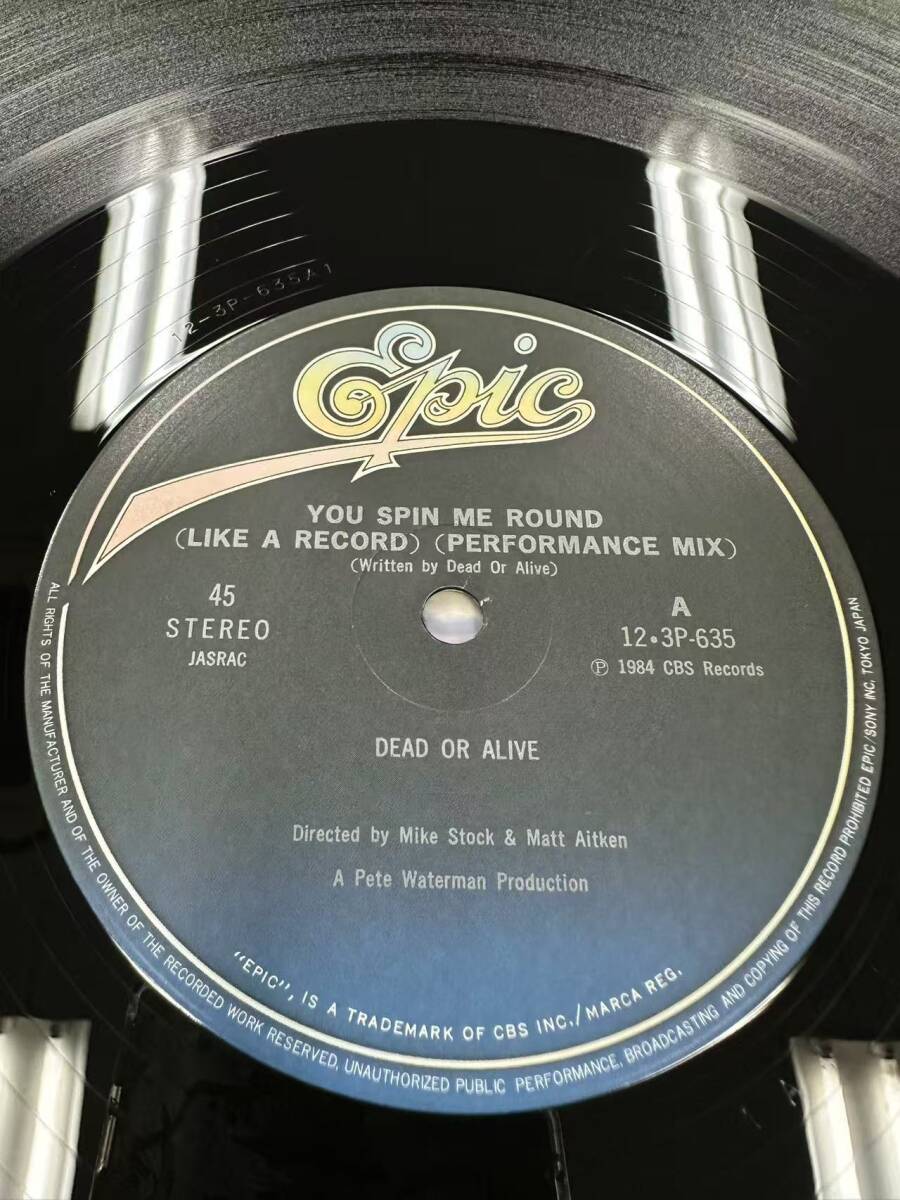 12-3P-635A1
Epic
YOU SPIN ME ROUND
(LIKE A RECORD) (PERFORMANCE MIX)
(Written by Dead Or Alive)
45
STEREO
JASRAC
A
12•3P-635
Ⓟ 1984 CBS Records
DEAD OR ALIVE
Directed by Mike Stock & Matt Aitken
A Pete Waterman Production
"EPIC", IS A TRADEMARK OF CBS INC./MARCA REG.
ALL RIGHTS OF THE MANUFACTURER AND OF THE OWNER OF THE RECORDED WORK RESERVED, UNAUTHORIZED PUBLIC PERFORMANCE, BROADCASTING AND COPYING OF THIS RECORD PROHIBITED EPIC/SONY INC. TOKYO JAPAN